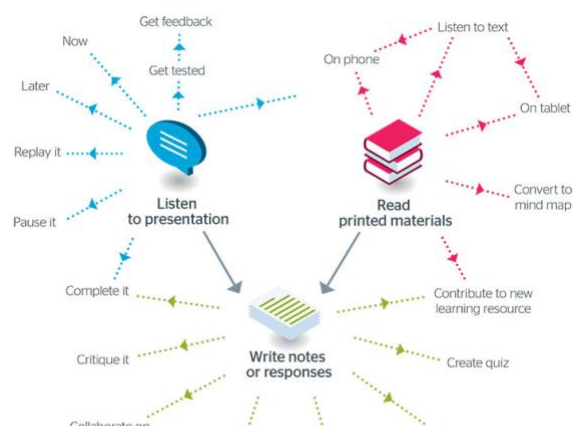 Get feedback
Now
Get tested
Later
Replay it
Pause it
Listen
to presentation
Listen to text
On phone
On tablet
Read
printed materials
Convert to
mind map
Complete it
Contribute to new
learning resource
Write notes
or responses
Critique it
Create quiz
Collaborate on